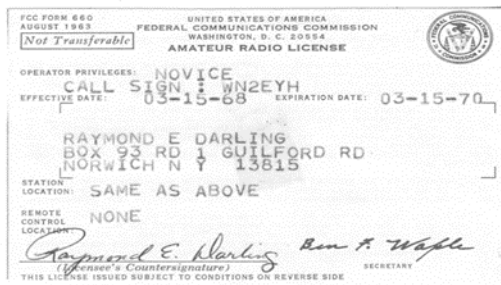 FCC FORM 660
AUGUST 1963
Not Transferable
UNITED STATES OF AMERICA
FEDERAL COMMUNICATIONS COMMISSION
WASHINGTON, D. C. 20554
AMATEUR RADIO LICENSE
OPERATOR PRIVILEGES: NOVICE
CALL SIGN : WN2EYH
EFFECTIVE DATE: 03-15-68 EXPIRATION DATE: 03-15-70
RAYMOND E DARLING
BOX 93 RD 1 GUILFORD RD
NORWICH N Y 13815
STATION
LOCATION: SAME AS ABOVE
REMOTE
CONTROL
LOCATION: NONE
Raymond E. Darling
Ben F. Waple
(Licensee's Countersignature)
SECRETARY
THIS LICENSE ISSUED SUBJECT TO CONDITIONS ON REVERSE SIDE